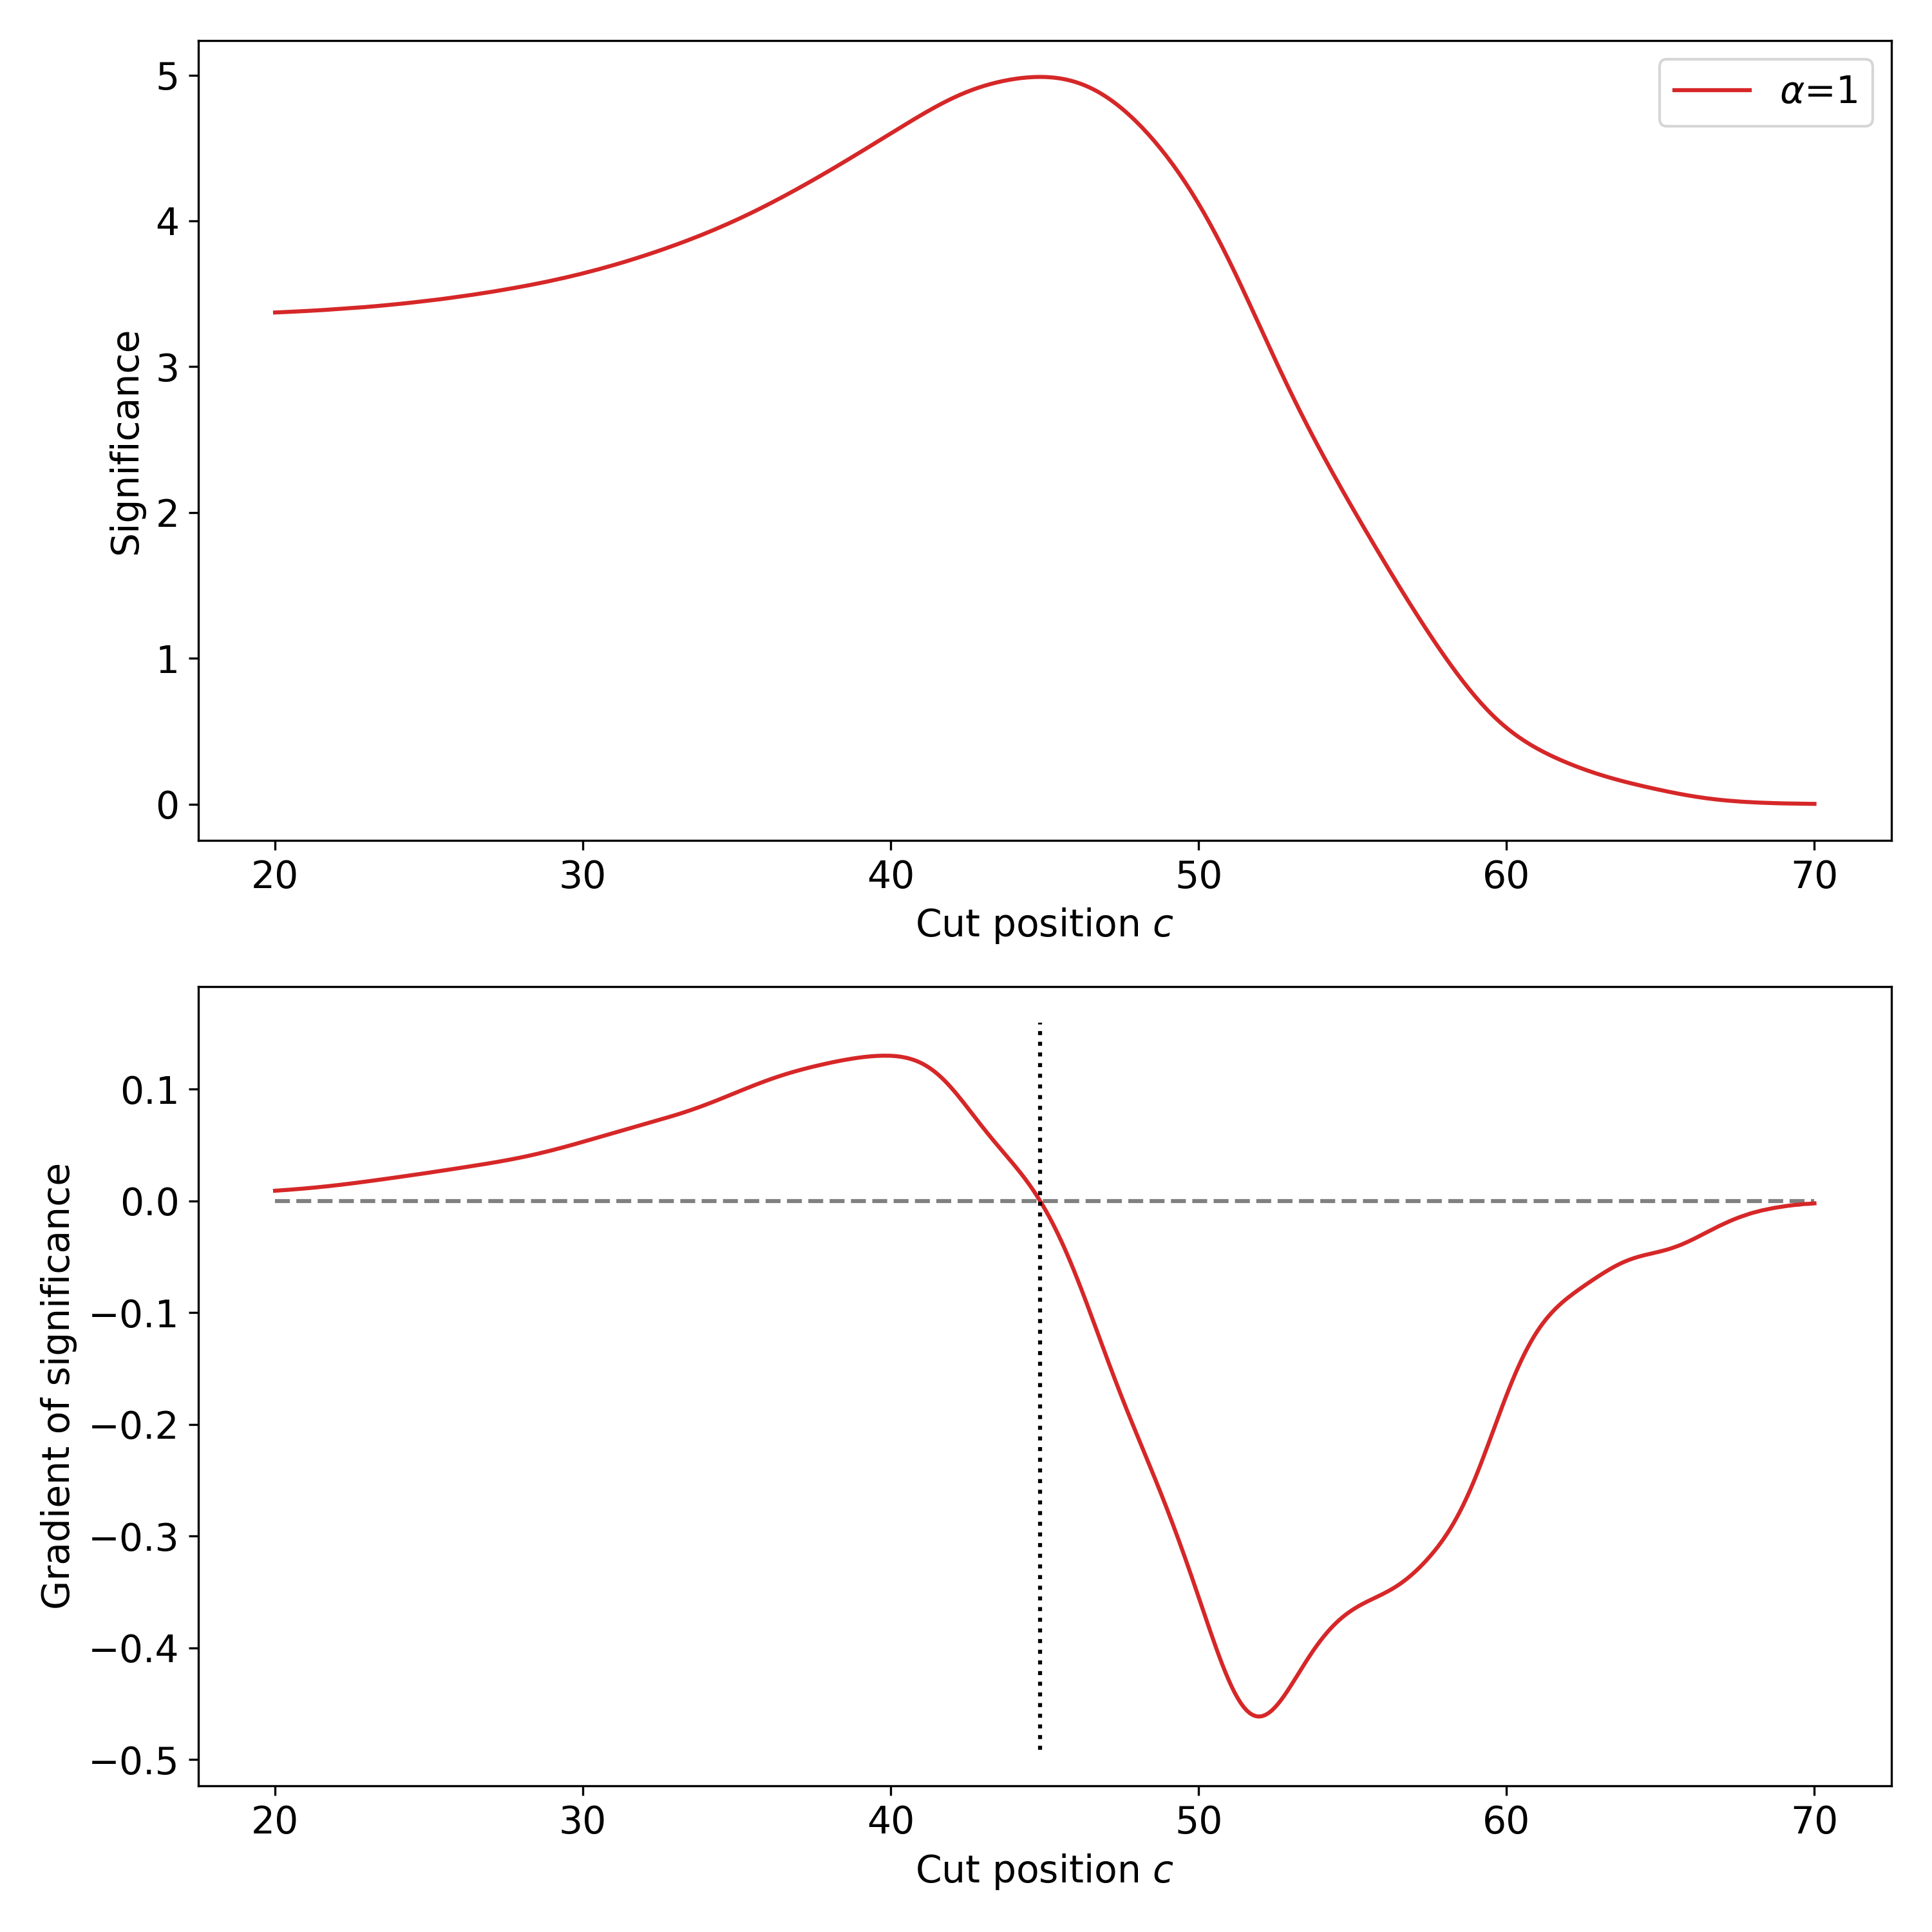 5
4
3
2
1
0
Significance
α=1
20 30 40 50 60 70
Cut position c
0.1
0.0
−0.1
−0.2
−0.3
−0.4
−0.5
Gradient of significance
20 30 40 50 60 70
Cut position c